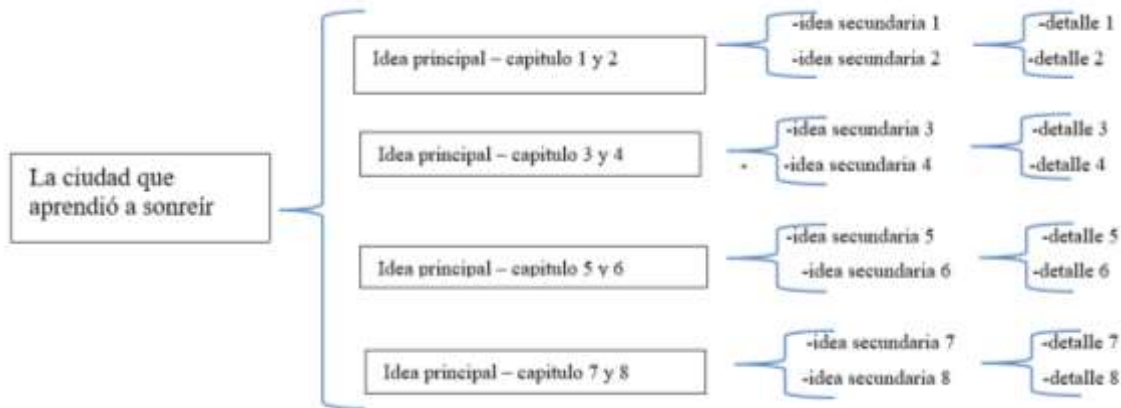 La ciudad que
aprendió a sonreír
Idea principal – capitulo 1 y 2
-idea secundaria 1
-idea secundaria 2
-detalle 1
-detalle 2
Idea principal – capitulo 3 y 4
-idea secundaria 3
- -idea secundaria 4
-detalle 3
-detalle 4
Idea principal – capitulo 5 y 6
-idea secundaria 5
-idea secundaria 6
-detalle 5
-detalle 6
Idea principal – capitulo 7 y 8
-idea secundaria 7
-idea secundaria 8
-detalle 7
-detalle 8